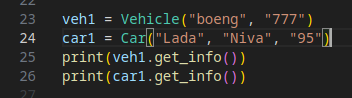 23 veh1 = Vehicle("boeng", "777")
24 car1 = Car("Lada", "Niva", "95")
25 print(veh1.get_info())
26 print(car1.get_info())